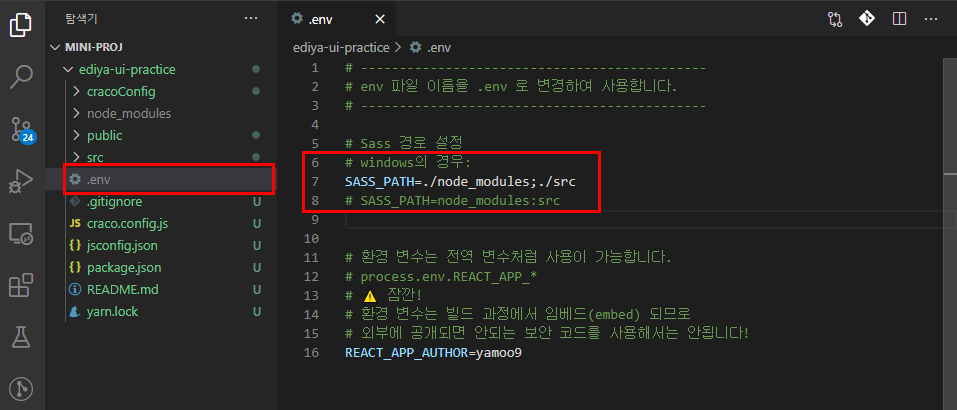 탐색기
···
.env
✕
···
MINI-PROJ
ediya-ui-practice > .env
ediya-ui-practice
cracoConfig
node_modules
public
src
.env
.gitignore U
JS craco.config.js U
{} jsconfig.json U
{} package.json U
README.md U
yarn.lock U
24
1 # ---------------------------------------------
2 # env 파일 이름을 .env 로 변경하여 사용합니다.
3 # ---------------------------------------------
4
5 # Sass 경로 설정
6 # windows의 경우:
7 SASS_PATH=./node_modules;./src
8 # SASS_PATH=node_modules:src
9
10
11 # 환경 변수는 전역 변수처럼 사용이 가능합니다.
12 # process.env.REACT_APP_*
13 # ⚠ 잠깐!
14 # 환경 변수는 빌드 과정에서 임베드(embed) 되므로
15 # 외부에 공개되면 안되는 보안 코드를 사용해서는 안됩니다!
16 REACT_APP_AUTHOR=yamoo9